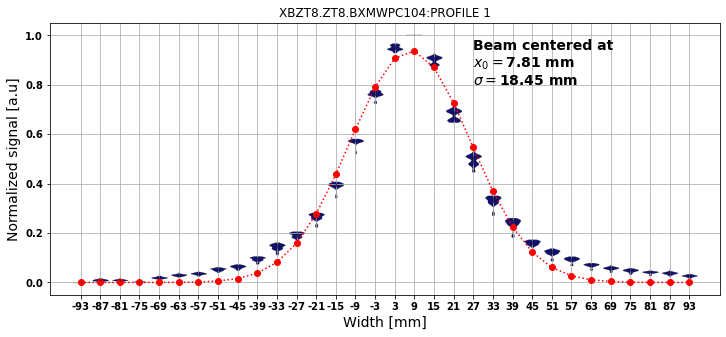 XBZT8.ZT8.BXMWPC104:PROFILE 1
Beam centered at
x₀ = 7.81 mm
σ = 18.45 mm
Normalized signal [a.u]
1.0
0.8
0.6
0.4
0.2
0.0
-93 -87 -81 -75 -69 -63 -57 -51 -45 -39 -33 -27 -21 -15 -9 -3 3 9 15 21 27 33 39 45 51 57 63 69 75 81 87 93
Width [mm]